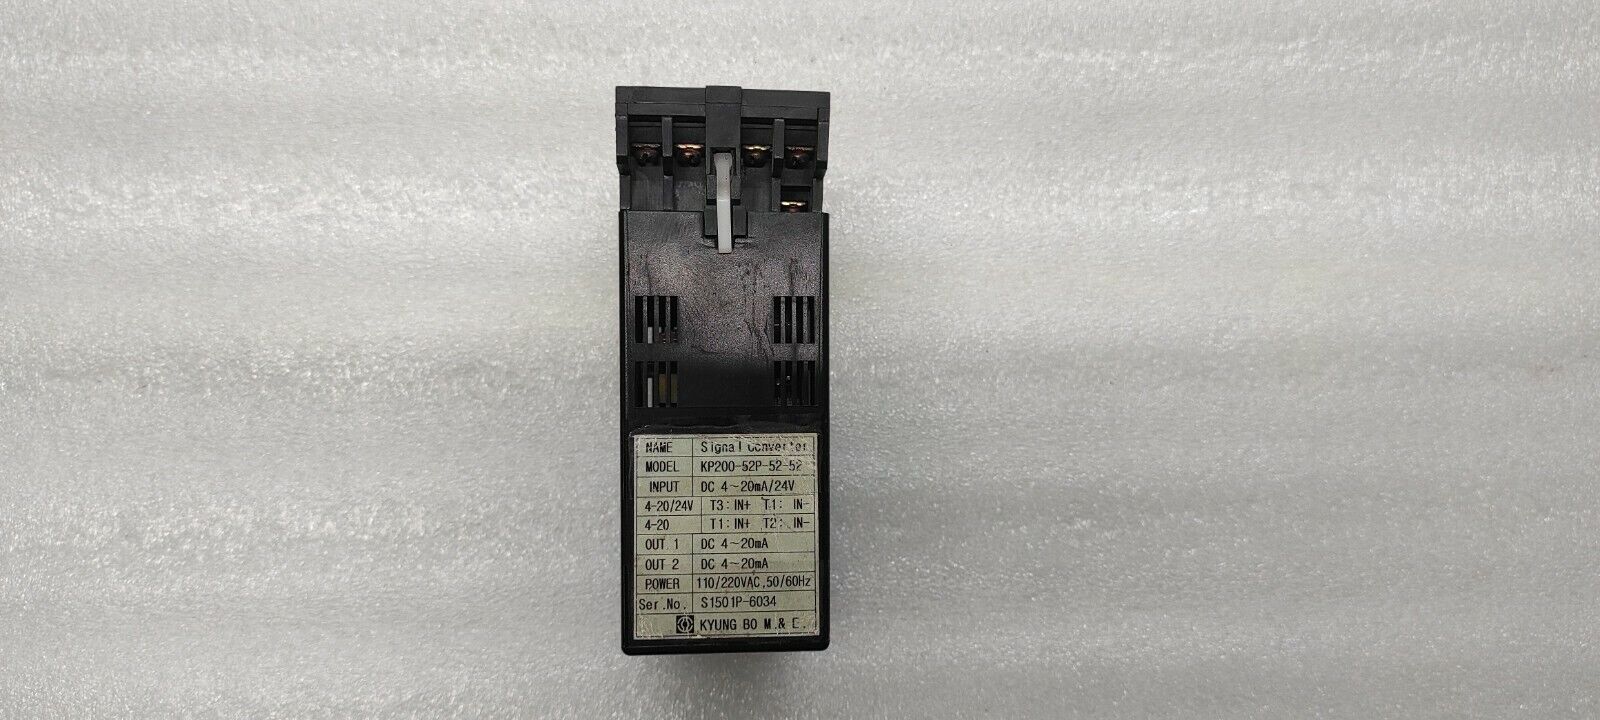 NAME Signal Converter
MODEL KP200-52P-52-52
INPUT DC 4~20mA/24V
4-20/24V T3: IN+ T1: IN-
4-20 T1: IN+ T2: IN-
OUT 1 DC 4~20mA
OUT 2 DC 4~20mA
POWER 110/220VAC,50/60Hz
Ser.No. S1501P-6034
KYUNG BO M.& E.